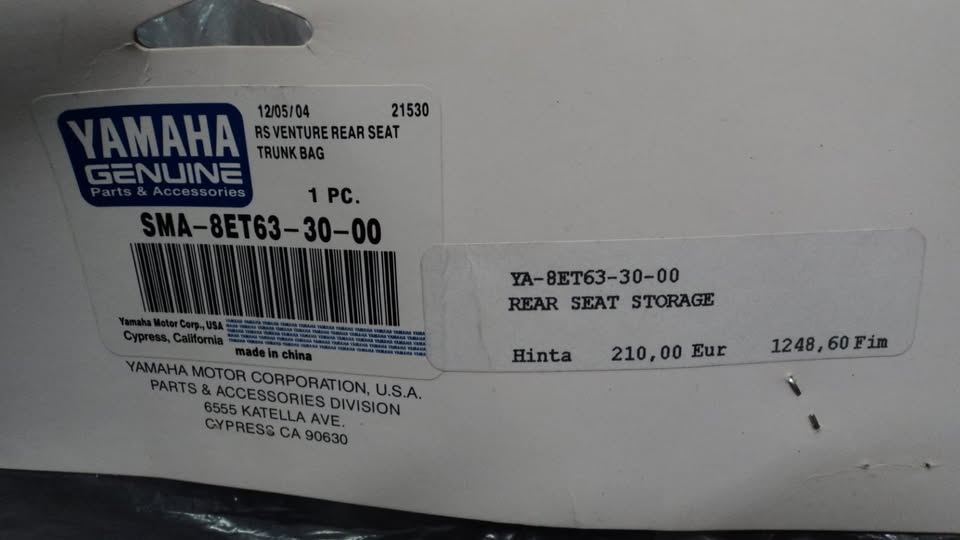 YAMAHA
GENUINE
Parts & Accessories
12/05/04 21530
RS VENTURE REAR SEAT
TRUNK BAG
1 PC.
SMA-8ET63-30-00
Yamaha Motor Corp., USA
Cypress, California
made in china
YAMAHA MOTOR CORPORATION, U.S.A.
PARTS & ACCESSORIES DIVISION
6555 KATELLA AVE.
CYPRESS CA 90630
YA-8ET63-30-00
REAR SEAT STORAGE
Hinta 210,00 Eur 1248,60 Fim